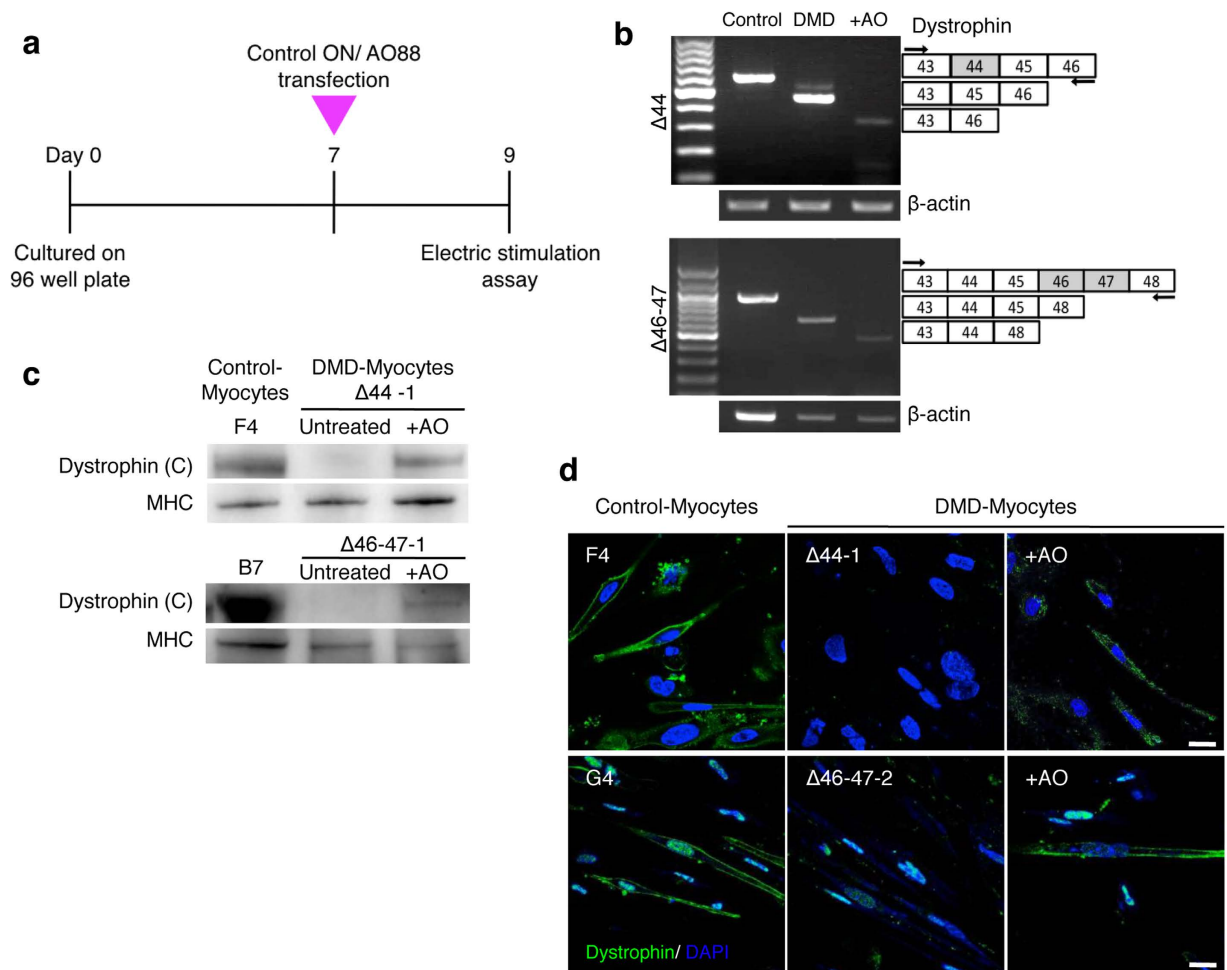 a
Control ON/ AO88
transfection
Day 0
7
9
Cultured on
96 well plate
Electric stimulation
assay
b
Control DMD +AO
Dystrophin
Δ44
43 44 45 46
43 45 46
43 46
β-actin
Δ46-47
43 44 45 46 47 48
43 44 45 48
43 44 48
β-actin
c
Control-
Myocytes
DMD-Myocytes
Δ44 -1
F4
Untreated +AO
Dystrophin (C)
MHC
Δ46-47-1
B7
Untreated +AO
Dystrophin (C)
MHC
d
Control-Myocytes
DMD-Myocytes
F4
Δ44-1
+AO
G4
Δ46-47-2
+AO
Dystrophin/ DAPI